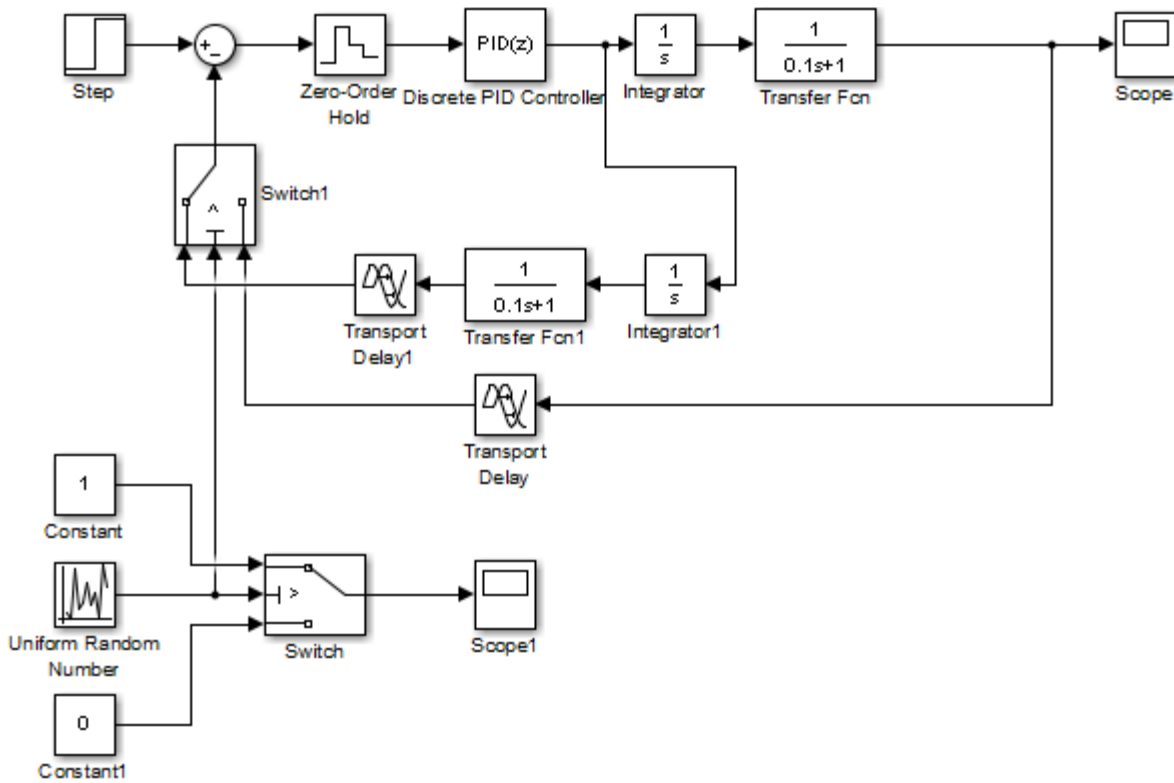 Step
+
−
Zero-Order
Hold
PID(z)
Discrete PID Controller
1
s
Integrator
1
0.1s+1
Transfer Fcn
Scope
Switch1
>
Transport
Delay1
1
0.1s+1
Transfer Fcn1
1
s
Integrator1
Transport
Delay
1
Constant
Uniform Random
Number
0
Constant1
>
Switch
Scope1